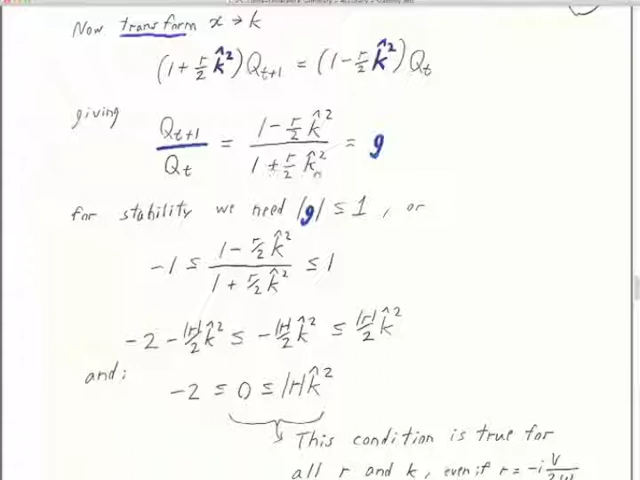 Now transform x → k
(1 + r/2 k̂²) Q_{t+1} = (1 - r/2 k̂²) Q_t
giving
Q_{t+1}/Q_t = (1 - r/2 k̂²)/(1 + r/2 k̂²) = g
for stability we need |g| ≤ 1, or
-1 ≤ (1 - r/2 k̂²)/(1 + r/2 k̂²) ≤ 1
-2 - |r|/2 k̂² ≤ -|r|/2 k̂² ≤ |r|/2 k̂²
and:
-2 ≤ 0 ≤ |r| k̂²
This condition is true for
all r and k, even if r = -i V